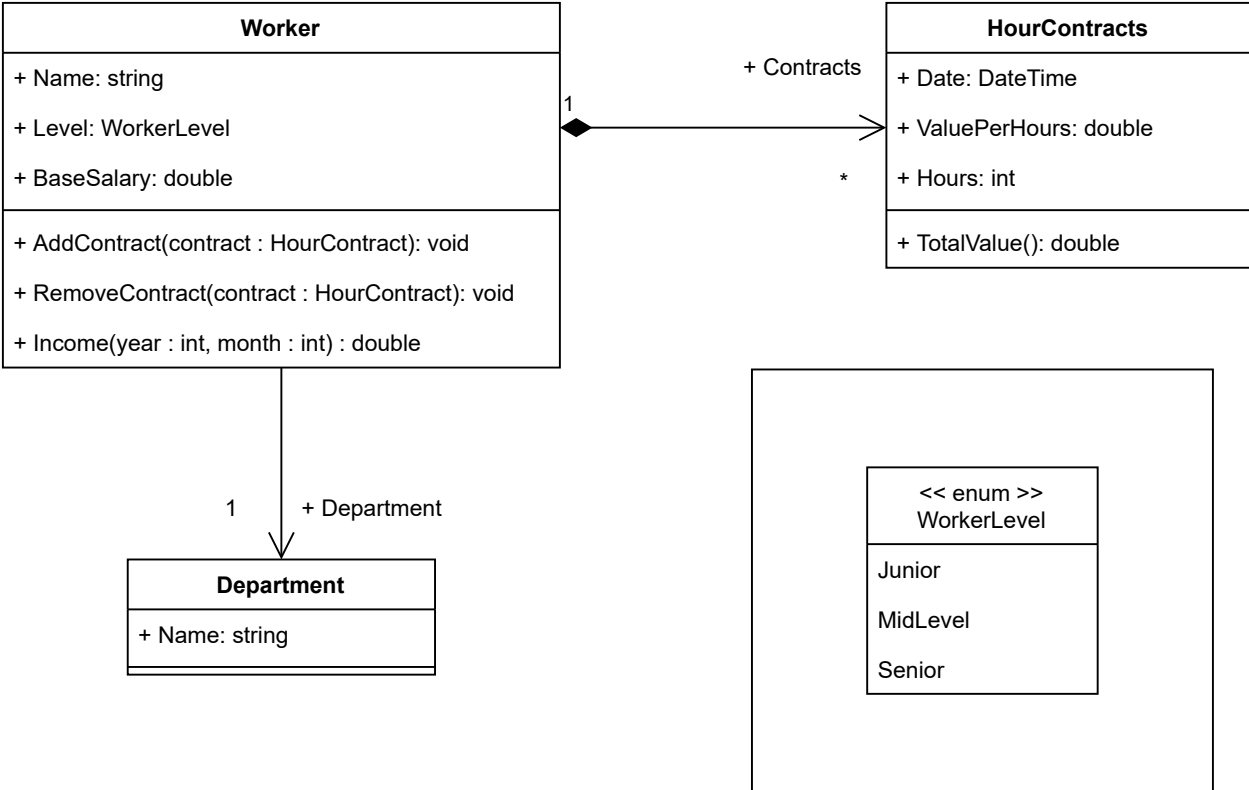 Worker
+ Name: string
+ Level: WorkerLevel
+ BaseSalary: double
+ AddContract(contract : HourContract): void
+ RemoveContract(contract : HourContract): void
+ Income(year : int, month : int) : double
1
+ Contracts
*
HourContracts
+ Date: DateTime
+ ValuePerHours: double
+ Hours: int
+ TotalValue(): double
1
+ Department
Department
+ Name: string
<< enum >>
WorkerLevel
Junior
MidLevel
Senior